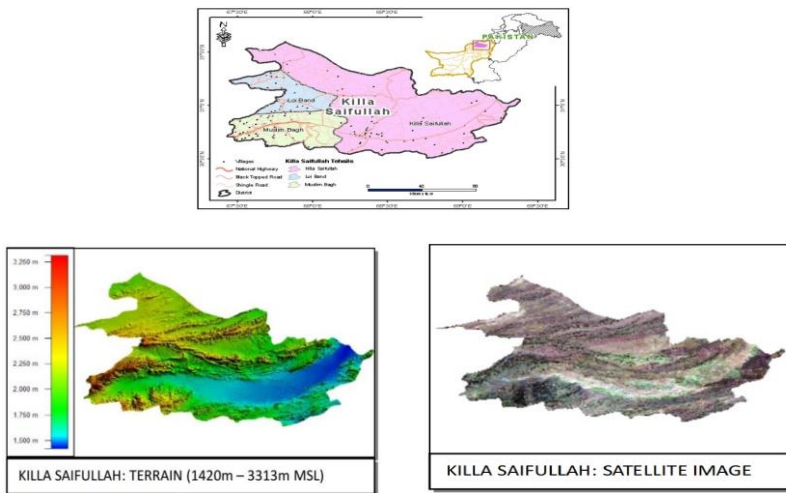 PAKISTAN
Loi Band
Killa
Saifullah
Killa Saifullah
Muslim Bagh
Villages
National Highway
Black Topped Road
Shingle Road
District
Killa Saifullah Tehsils
Killa Saifullah
Loi Band
Muslim Bagh
3,250 m
3,000 m
2,500 m
2,250 m
2,000 m
1,750 m
1,500 m
KILLA SAIFULLAH: TERRAIN (1420m – 3313m MSL)
KILLA SAIFULLAH: SATELLITE IMAGE